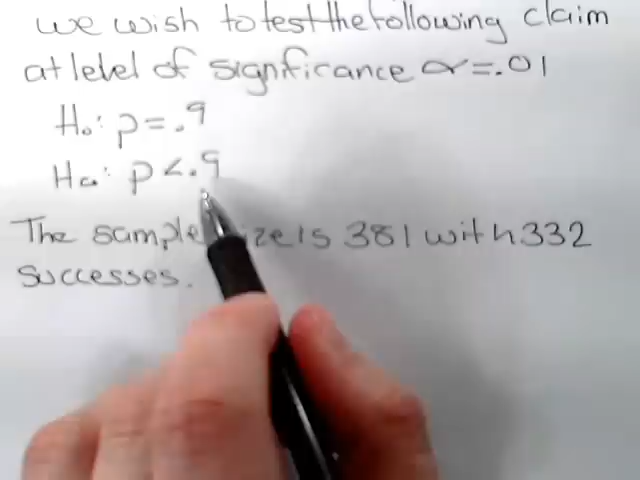 we wish to test the following claim
at level of significance α=.01
H₀: p=.9
Ha: p<.9
The sample size is 381 with 332
successes.